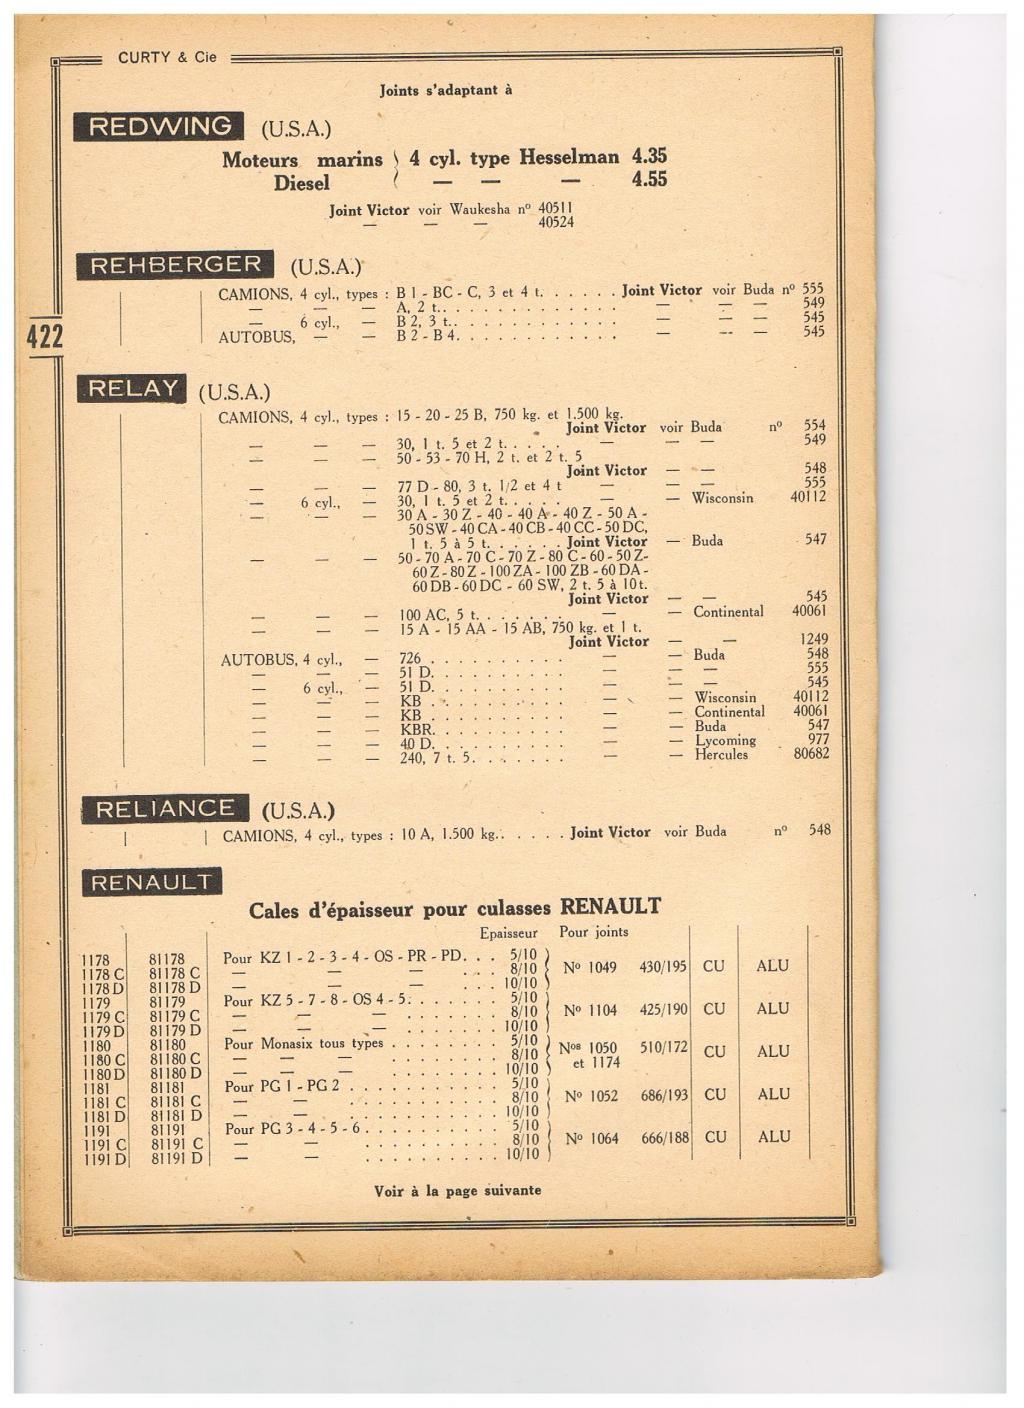 CURTY & Cie
Joints s'adaptant à
REDWING (U.S.A.)
Moteurs marins ) 4 cyl. type Hesselman 4.35
Diesel ( — — — 4.55
Joint Victor voir Waukesha nº 40511
— — — 40524
REHBERGER (U.S.A.)
CAMIONS, 4 cyl., types : B 1 - BC - C, 3 et 4 t. . . . . . Joint Victor voir Buda nº 555
— — — A, 2 t. . . . . . . . . . . . . — — — 549
— 6 cyl., — B 2, 3 t. . . . . . . . . . . . . — — — 545
AUTOBUS, — — B 2 - B 4. . . . . . . . . . . . — — — 545
422
RELAY (U.S.A.)
CAMIONS, 4 cyl., types : 15 - 20 - 25 B, 750 kg. et 1.500 kg.
Joint Victor voir Buda nº 554
— — — 30, 1 t. 5 et 2 t. . . . . — — — 549
— — — 50 - 53 - 70 H, 2 t. et 2 t. 5
Joint Victor — — 548
— — — 77 D - 80, 3 t. 1/2 et 4 t — — — 555
— 6 cyl., — 30, 1 t. 5 et 2 t. . . . . — — Wisconsin 40112
— — — 30 A - 30 Z - 40 - 40 A - 40 Z - 50 A -
50 SW - 40 CA - 40 CB - 40 CC - 50 DC,
1 t. 5 à 5 t. . . . . . Joint Victor — Buda 547
— — — 50 - 70 A - 70 C - 70 Z - 80 C - 60 - 50 Z-
60 Z - 80 Z - 100 ZA - 100 ZB - 60 DA -
60 DB - 60 DC - 60 SW, 2 t. 5 à 10 t.
Joint Victor — — 545
— — — 100 AC, 5 t. . . . . . . — — Continental 40061
— — — 15 A - 15 AA - 15 AB, 750 kg. et 1 t.
Joint Victor — — 1249
AUTOBUS, 4 cyl., — 726 . . . . . . . . . . — — Buda 548
— — — 51 D. . . . . . . . . . — — — 555
— 6 cyl., — 51 D. . . . . . . . . . — — — 545
— — — KB . . . . . . . . . . — — Wisconsin 40112
— — — KB . . . . . . . . . . — — Continental 40061
— — — KBR. . . . . . . . . . — — Buda 547
— — — 40 D. . . . . . . . . . — — Lycoming 977
— — — 240, 7 t. 5. . . . . . . — — Hercules 80682
RELIANCE (U.S.A.)
CAMIONS, 4 cyl., types : 10 A, 1.500 kg. . . . . . Joint Victor voir Buda nº 548
RENAULT
Cales d'épaisseur pour culasses RENAULT
Epaisseur Pour joints
1178 81178 Pour KZ 1 - 2 - 3 - 4 - OS - PR - PD. . . 5/10
1178 C 81178 C — — — . . . 8/10 Nº 1049 430/195 CU ALU
1178 D 81178 D — — — . . . 10/10
1179 81179 Pour KZ 5 - 7 - 8 - OS 4 - 5. . . . . . . 5/10
1179 C 81179 C — — — . . . . . . . 8/10 Nº 1104 425/190 CU ALU
1179 D 81179 D — — — . . . . . . . 10/10
1180 81180 Pour Monasix tous types . . . . . . . . 5/10
1180 C 81180 C — — — . . . . . . . . 8/10 Nos 1050 510/172 CU ALU
1180 D 81180 D — — — . . . . . . . . 10/10 et 1174
1181 81181 Pour PG 1 - PG 2 . . . . . . . . . . . 5/10
1181 C 81181 C — — . . . . . . . . . . . 8/10 Nº 1052 686/193 CU ALU
1181 D 81181 D — — . . . . . . . . . . . 10/10
1191 81191 Pour PG 3 - 4 - 5 - 6 . . . . . . . . . . 5/10
1191 C 81191 C — — . . . . . . . . . . 8/10 Nº 1064 666/188 CU ALU
1191 D 81191 D — — . . . . . . . . . . 10/10
Voir à la page suivante